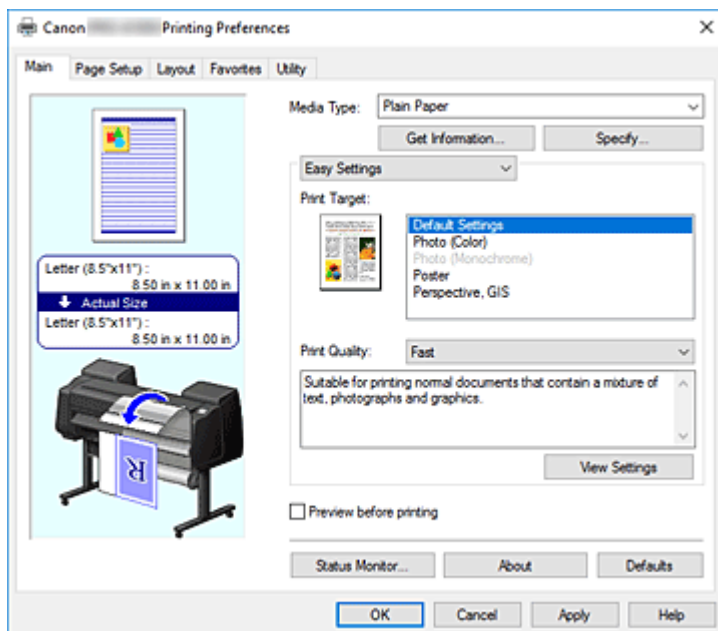 Canon Printing Preferences
Main Page Setup Layout Favorites Utility
Media Type: Plain Paper
Get Information... Specify...
Easy Settings
Print Target:
Default Settings
Photo (Color)
Photo (Monochrome)
Poster
Perspective, GIS
Letter (8.5"x11") :
8.50 in x 11.00 in
Actual Size
Letter (8.5"x11") :
8.50 in x 11.00 in
Print Quality: Fast
Suitable for printing normal documents that contain a mixture of
text, photographs and graphics.
View Settings
Preview before printing
Status Monitor... About Defaults
OK Cancel Apply Help